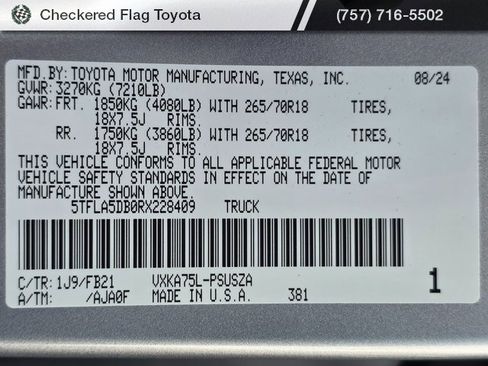 Checkered Flag Toyota (757) 716-5502
MFD.BY: TOYOTA MOTOR MANUFACTURING, TEXAS, INC. 08/24
GVWR: 3270KG (7210LB)
GAWR: FRT. 1850KG (4080LB) WITH 265/70R18 TIRES,
18X7.5J RIMS.
RR. 1750KG (3860LB) WITH 265/70R18 TIRES,
18X7.5J RIMS.
THIS VEHICLE CONFORMS TO ALL APPLICABLE FEDERAL MOTOR
VEHICLE SAFETY STANDARDS IN EFFECT ON THE DATE OF
MANUFACTURE SHOWN ABOVE.
5TFLA5DB0RX228409 TRUCK
C/TR: 1J9/FB21 VXKA75L-PSUSZA 1
A/TM: /AJA0F MADE IN U.S.A. 381